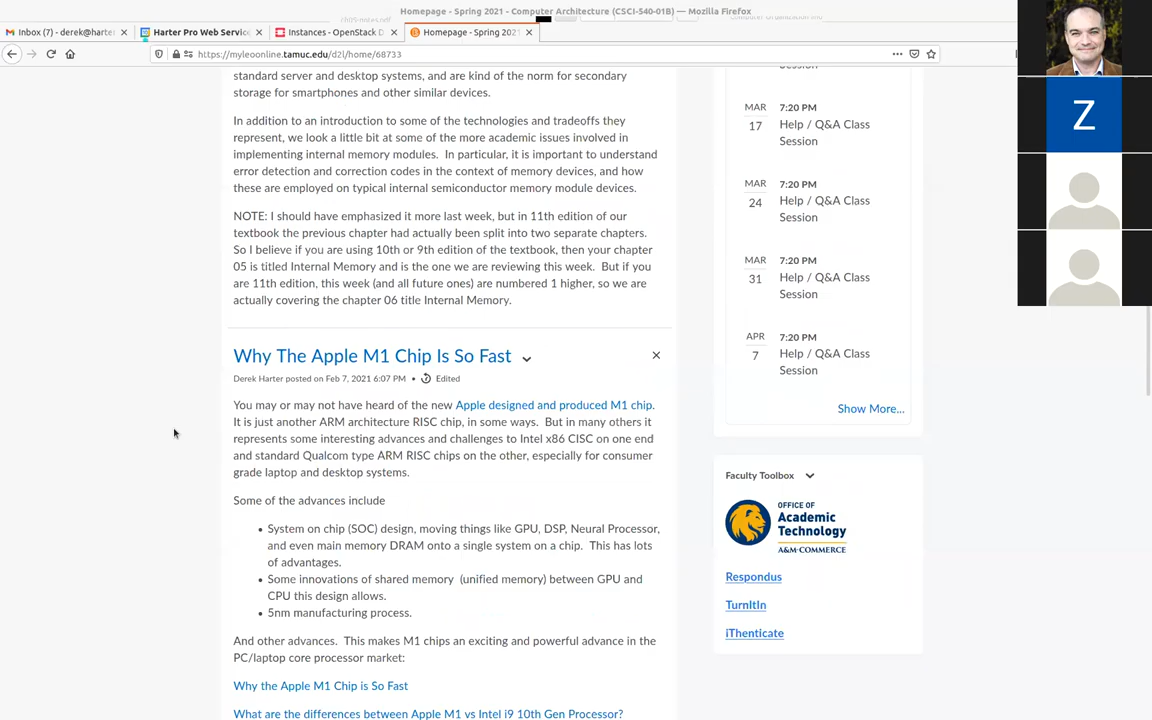 Homepage - Spring 2021 - Computer Architecture (CSCI-540-01B) — Mozilla Firefox
Inbox (7) - derek@harter
Harter Pro Web Service
Instances - OpenStack D
Homepage - Spring 2021
https://myleoonline.tamuc.edu/d2l/home/68733
standard server and desktop systems, and are kind of the norm for secondary
storage for smartphones and other similar devices.
In addition to an introduction to some of the technologies and tradeoffs they
represent, we look a little bit at some of the more academic issues involved in
implementing internal memory modules. In particular, it is important to understand
error detection and correction codes in the context of memory devices, and how
these are employed on typical internal semiconductor memory module devices.
NOTE: I should have emphasized it more last week, but in 11th edition of our
textbook the previous chapter had actually been split into two separate chapters.
So I believe if you are using 10th or 9th edition of the textbook, then your chapter
05 is titled Internal Memory and is the one we are reviewing this week. But if you
are 11th edition, this week (and all future ones) are numbered 1 higher, so we are
actually covering the chapter 06 title Internal Memory.
Why The Apple M1 Chip Is So Fast
Derek Harter posted on Feb 7, 2021 6:07 PM • Edited
You may or may not have heard of the new Apple designed and produced M1 chip.
It is just another ARM architecture RISC chip, in some ways. But in many others it
represents some interesting advances and challenges to Intel x86 CISC on one end
and standard Qualcom type ARM RISC chips on the other, especially for consumer
grade laptop and desktop systems.
Some of the advances include
• System on chip (SOC) design, moving things like GPU, DSP, Neural Processor,
and even main memory DRAM onto a single system on a chip. This has lots
of advantages.
• Some innovations of shared memory (unified memory) between GPU and
CPU this design allows.
• 5nm manufacturing process.
And other advances. This makes M1 chips an exciting and powerful advance in the
PC/laptop core processor market:
Why the Apple M1 Chip is So Fast
What are the differences between Apple M1 vs Intel i9 10th Gen Processor?
Session
MAR
17
7:20 PM
Help / Q&A Class
Session
MAR
24
7:20 PM
Help / Q&A Class
Session
MAR
31
7:20 PM
Help / Q&A Class
Session
APR
7
7:20 PM
Help / Q&A Class
Session
Show More...
Faculty Toolbox
OFFICE OF
Academic
Technology
A&M-COMMERCE
Respondus
TurnItIn
iThenticate
Z